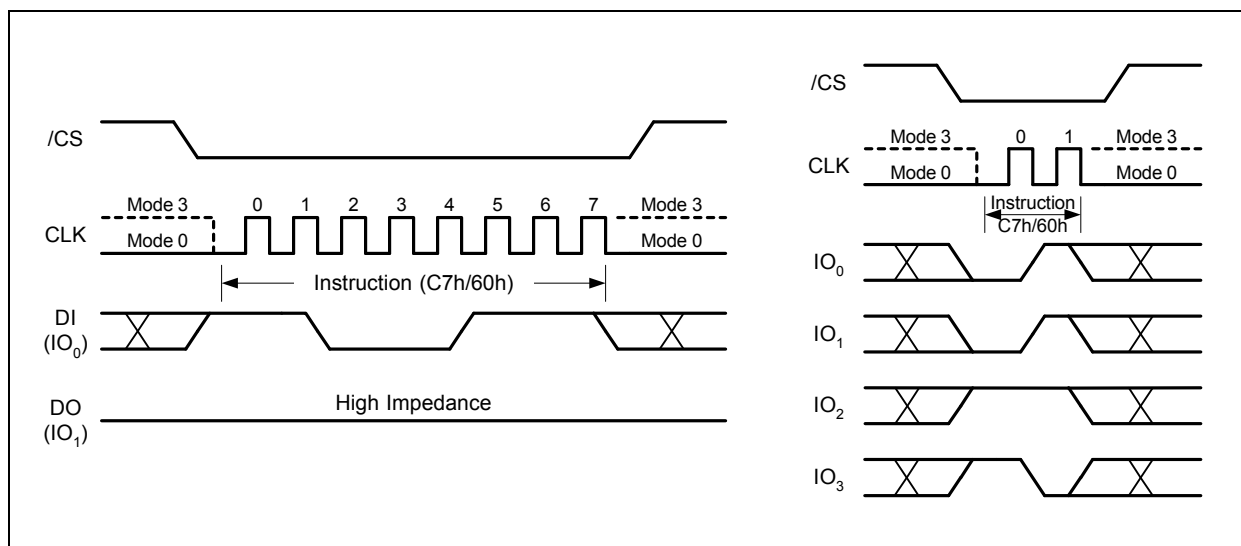 /CS
Mode 3
0 1 2 3 4 5 6 7
Mode 3
CLK
Mode 0
Mode 0
Instruction (C7h/60h)
DI
(IO0)
High Impedance
DO
(IO1)
/CS
Mode 3
0 1
Mode 3
CLK
Mode 0
Mode 0
Instruction
C7h/60h
IO0
IO1
IO2
IO3